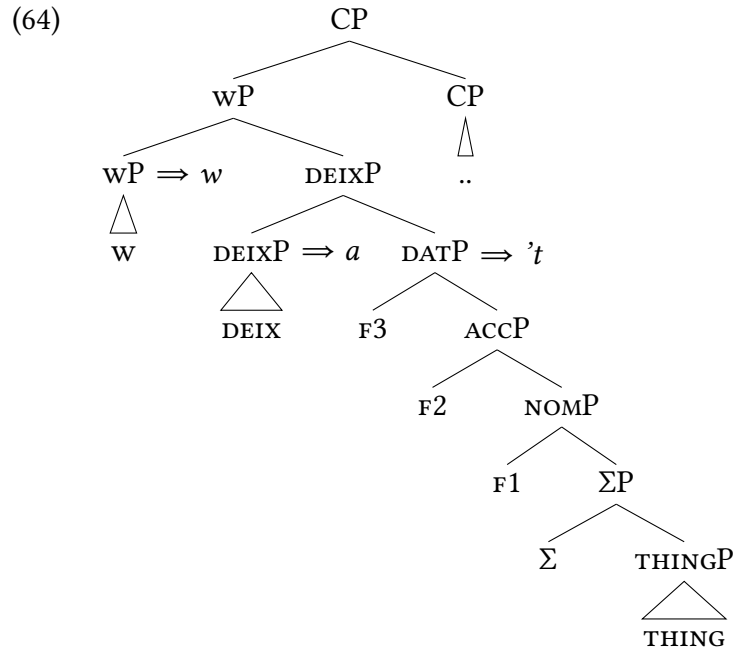 (64) CP
wP CP
wP ⇒ w DEIXP ..
w DEIXP ⇒ a DATP ⇒ 't
DEIX F3 ACCP
F2 NOMP
F1 ΣP
Σ THINGP
THING